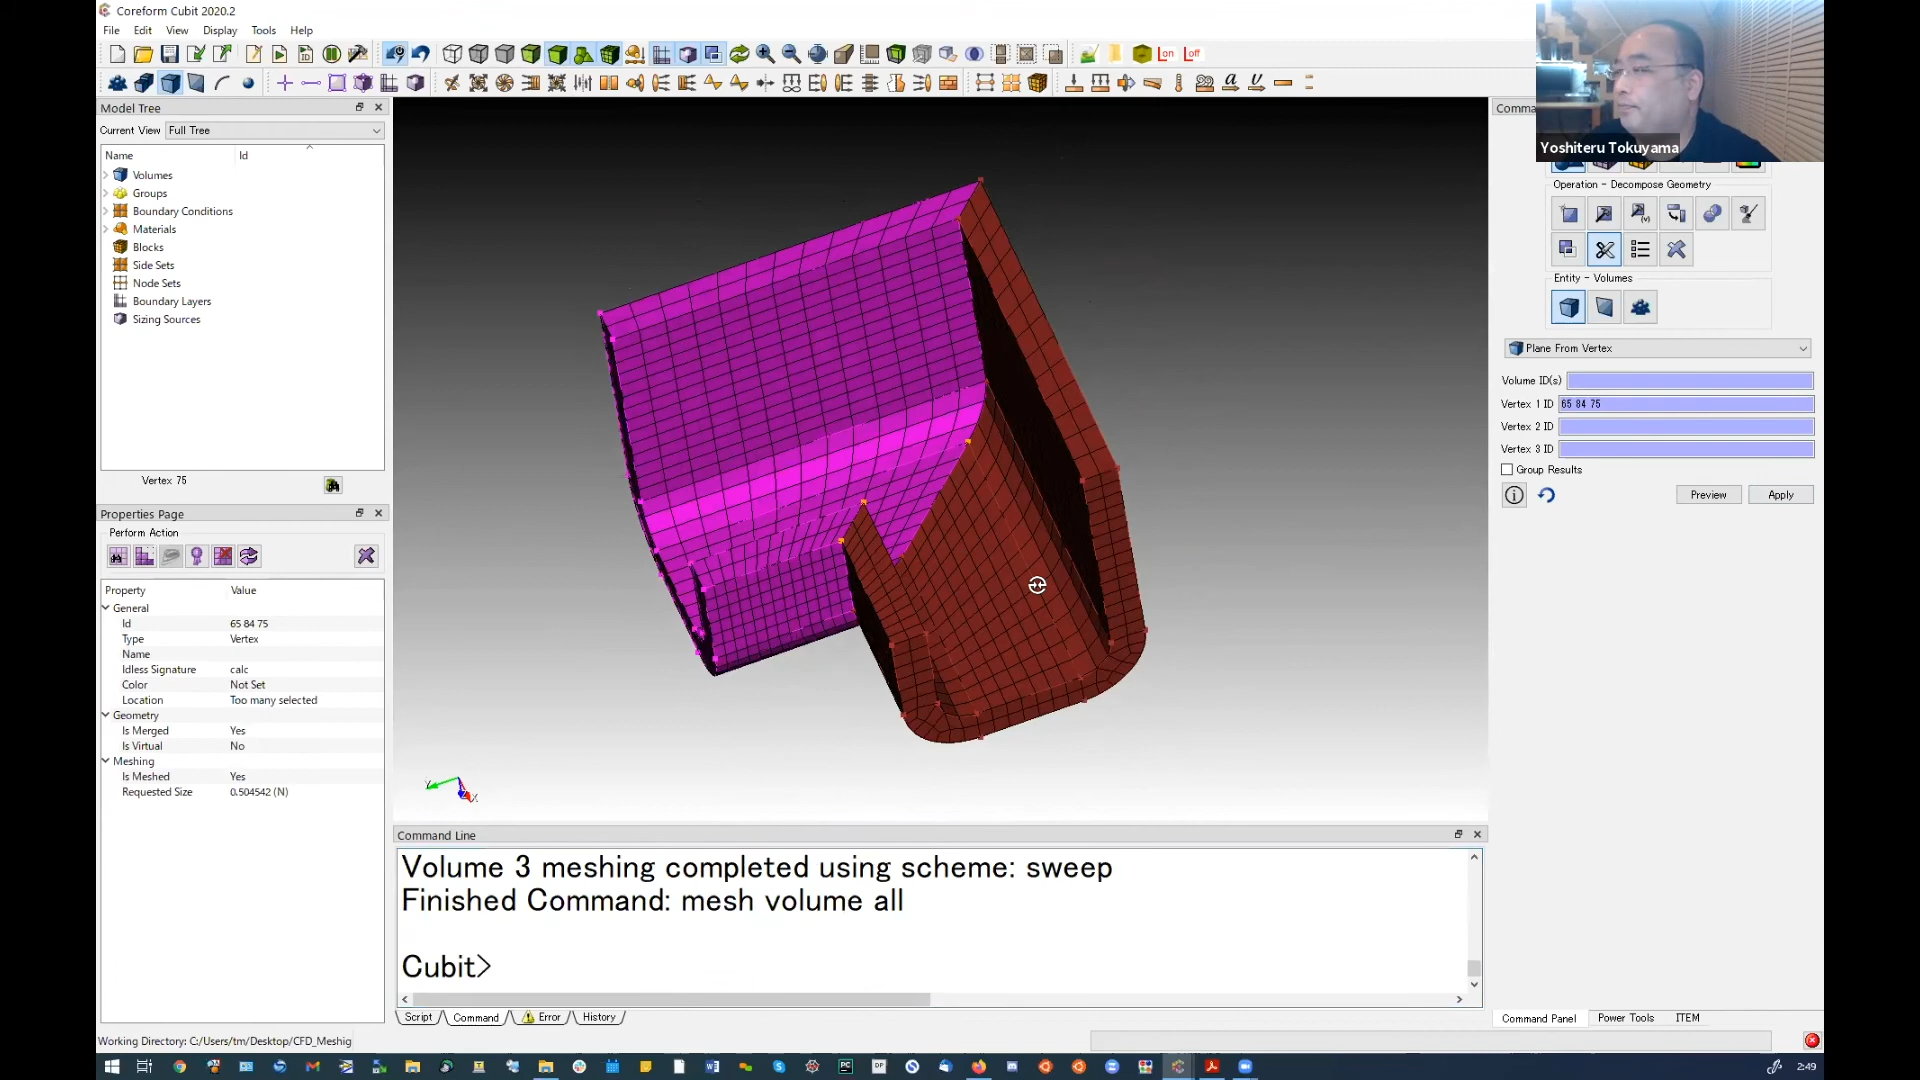 Coreform Cubit 2020.2
File Edit View Display Tools Help
on off
Model Tree
Current View Full Tree
Name Id
Volumes
Groups
Boundary Conditions
Materials
Blocks
Side Sets
Node Sets
Boundary Layers
Sizing Sources
Vertex 75
Properties Page
Perform Action
Property Value
General
Id 65 84 75
Type Vertex
Name
Idless Signature calc
Color Not Set
Location Too many selected
Geometry
Is Merged Yes
Is Virtual No
Meshing
Is Meshed Yes
Requested Size 0.504542 (N)
Working Directory: C:/Users/tm/Desktop/CFD_Meshig
Y X
Command Line
Volume 3 meshing completed using scheme: sweep
Finished Command: mesh volume all
Cubit>
Script Command Error History
Yoshiteru Tokuyama
Operation - Decompose Geometry
Entity - Volumes
Plane From Vertex
Volume ID(s)
Vertex 1 ID 65 84 75
Vertex 2 ID
Vertex 3 ID
Group Results
Preview Apply
Command Panel Power Tools ITEM
2:49